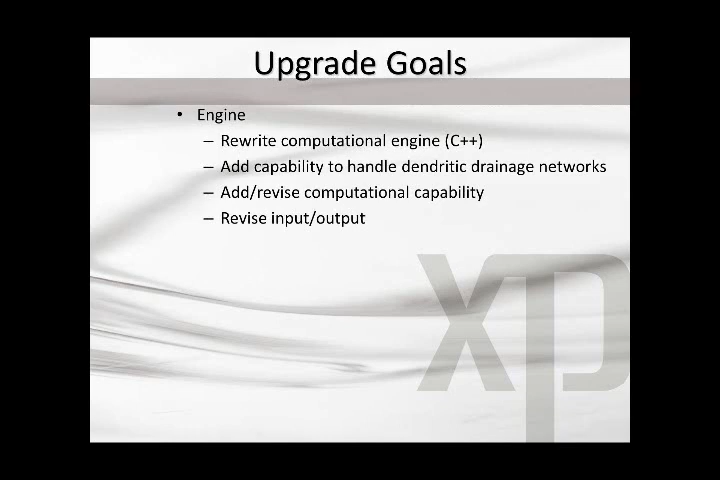 Upgrade Goals
• Engine
– Rewrite computational engine (C++)
– Add capability to handle dendritic drainage networks
– Add/revise computational capability
– Revise input/output
xp